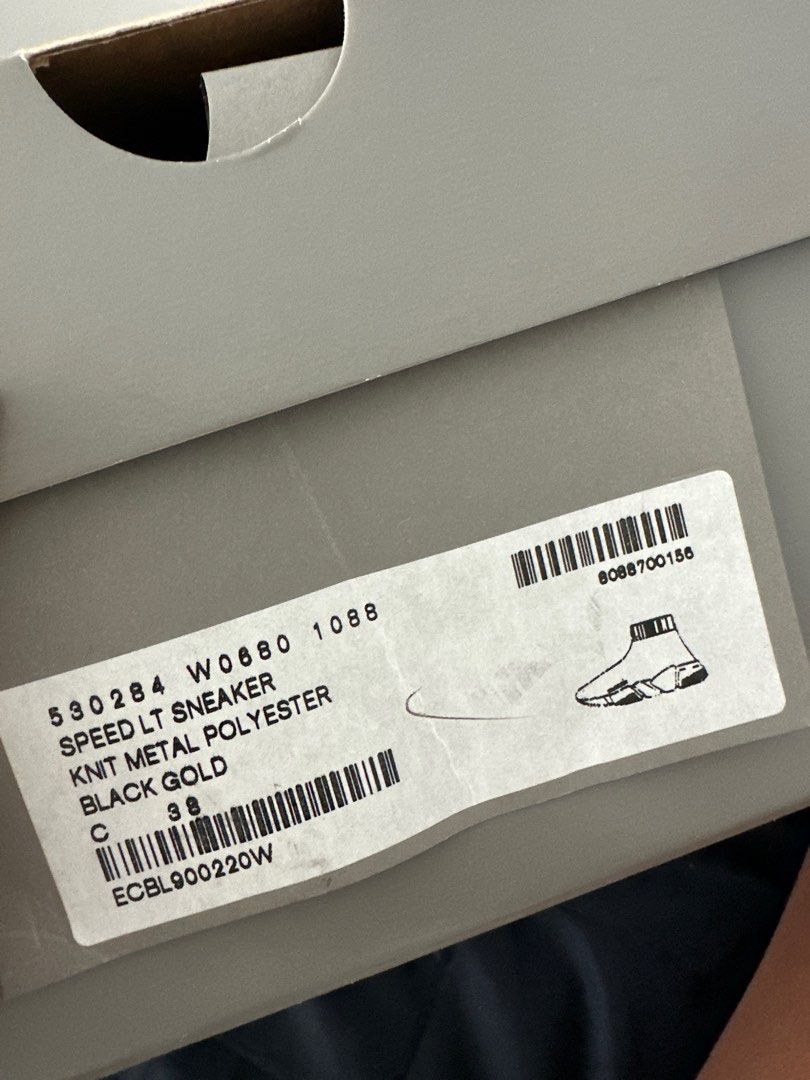 8088700156
530284 W0680 1088
SPEED LT SNEAKER
KNIT METAL POLYESTER
BLACK GOLD
C 38
ECBL900220W